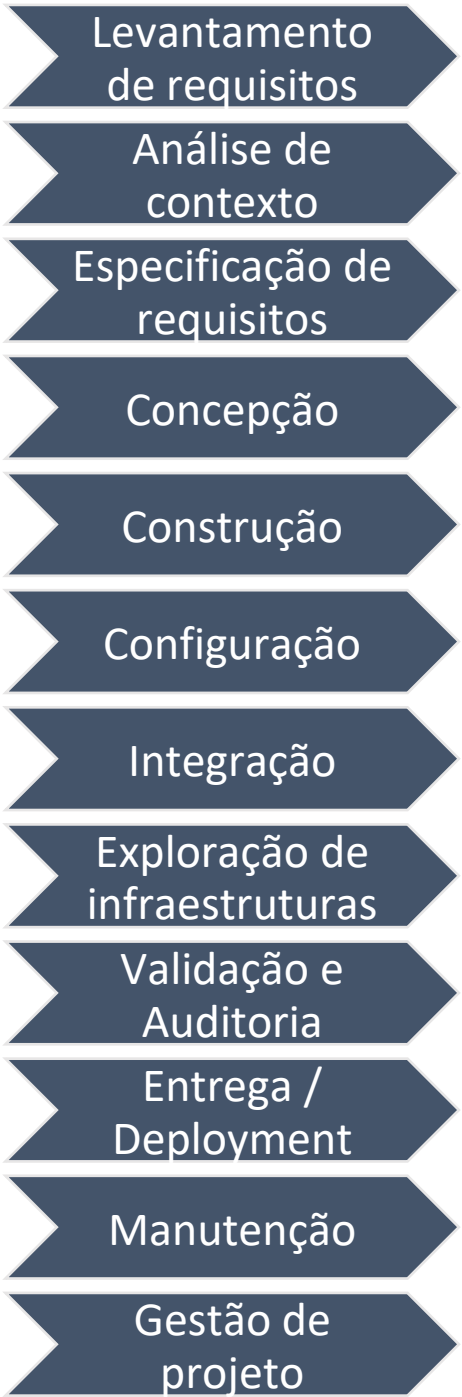 Levantamento
de requisitos
Análise de
contexto
Especificação de
requisitos
Concepção
Construção
Configuração
Integração
Exploração de
infraestruturas
Validação e
Auditoria
Entrega /
Deployment
Manutenção
Gestão de
projeto